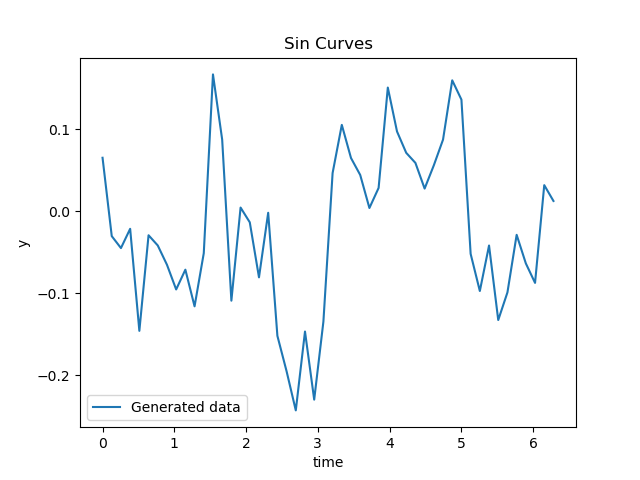 Sin Curves
0.1
0.0
−0.1
−0.2
y
Generated data
0 1 2 3 4 5 6
time